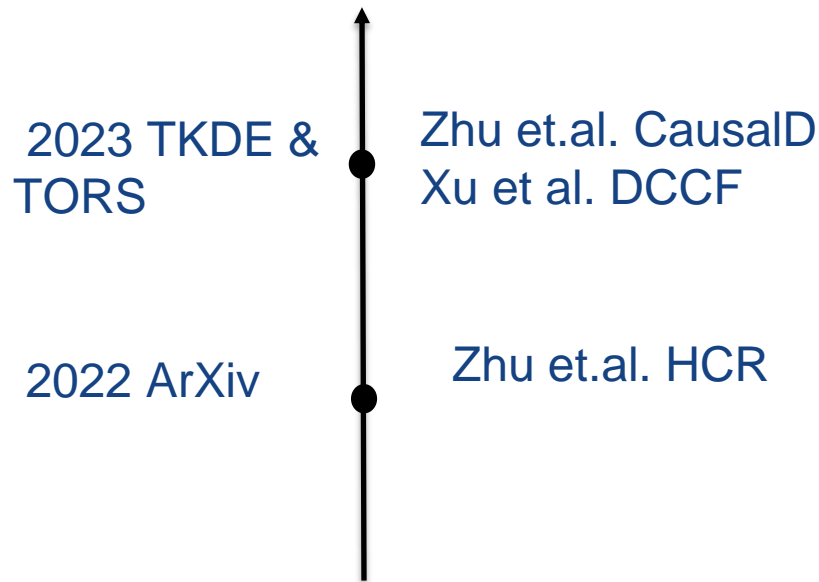 2023 TKDE &
TORS
Zhu et.al. CausalD
Xu et al. DCCF
2022 ArXiv
Zhu et.al. HCR